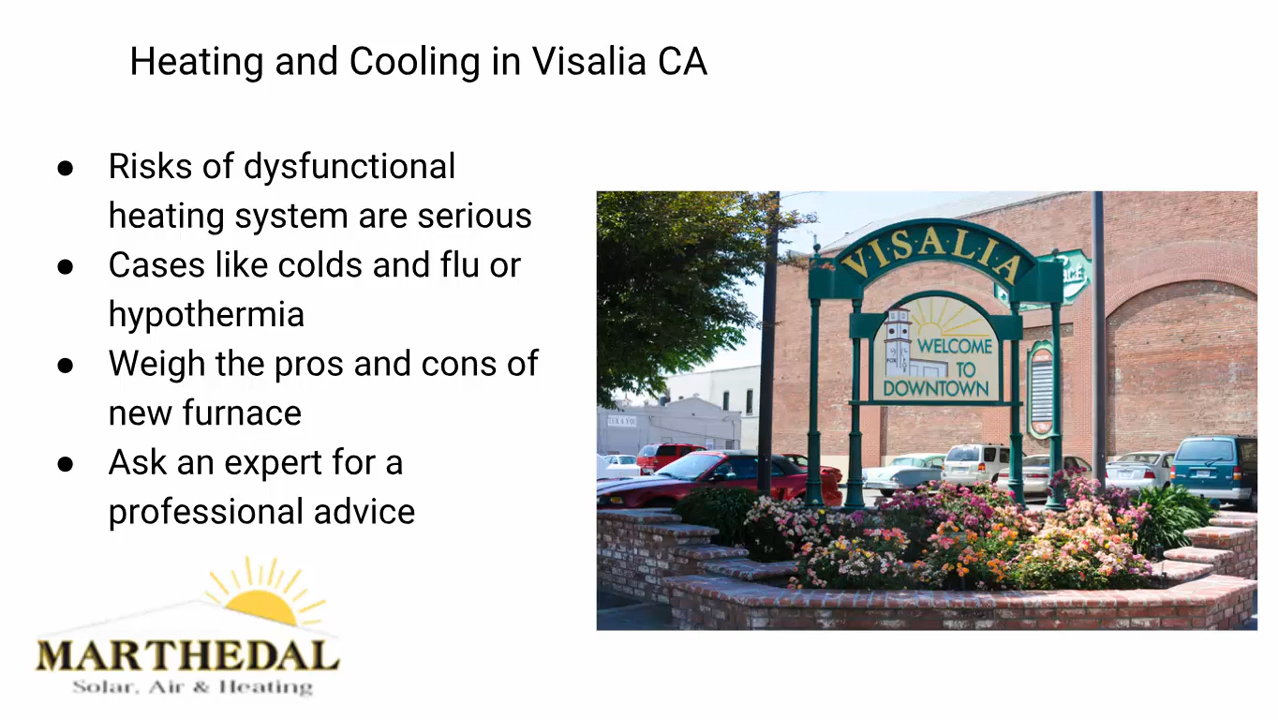 Heating and Cooling in Visalia CA
● Risks of dysfunctional
heating system are serious
● Cases like colds and flu or
hypothermia
● Weigh the pros and cons of
new furnace
● Ask an expert for a
professional advice
VISALIA
WELCOME
TO
DOWNTOWN
MARTHEDAL
Solar, Air & Heating